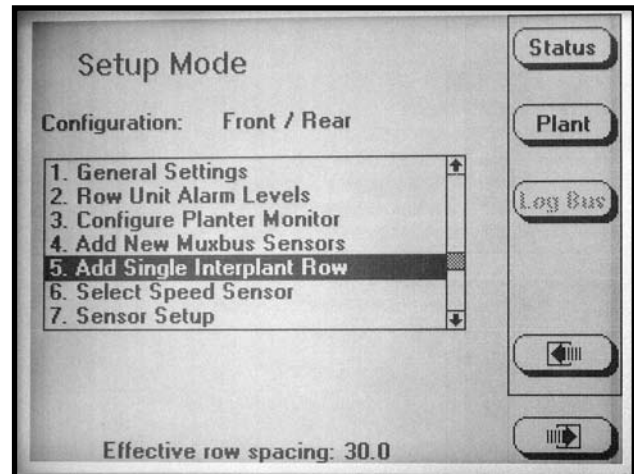 Setup Mode
Configuration: Front / Rear
1. General Settings
2. Row Unit Alarm Levels
3. Configure Planter Monitor
4. Add New Muxbus Sensors
5. Add Single Interplant Row
6. Select Speed Sensor
7. Sensor Setup
Effective row spacing: 30.0
Status
Plant
Log Bus